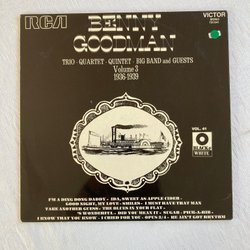 RCA
VICTOR
BENNY
GOODMAN
TRIO - QUARTET - QUINTET - BIG BAND and GUESTS
Volume 3
1936-1939
VOL. 41
BLACK
WHITE
I'M A DING DONG DADDY - IDA, SWEET AS APPLE CIDER -
GOOD NIGHT, MY LOVE - SMILES - I MUST HAVE THAT MAN
TAKE ANOTHER GUESS - THE BLUES IN YOUR FLAT -
'S WONDERFUL - DID YOU MEAN IT - SUGAR - PICK-A-RIB -
I KNOW THAT YOU KNOW - I CRIED FOR YOU - OPUS 3/4 - HE AIN'T GOT RHYTHM